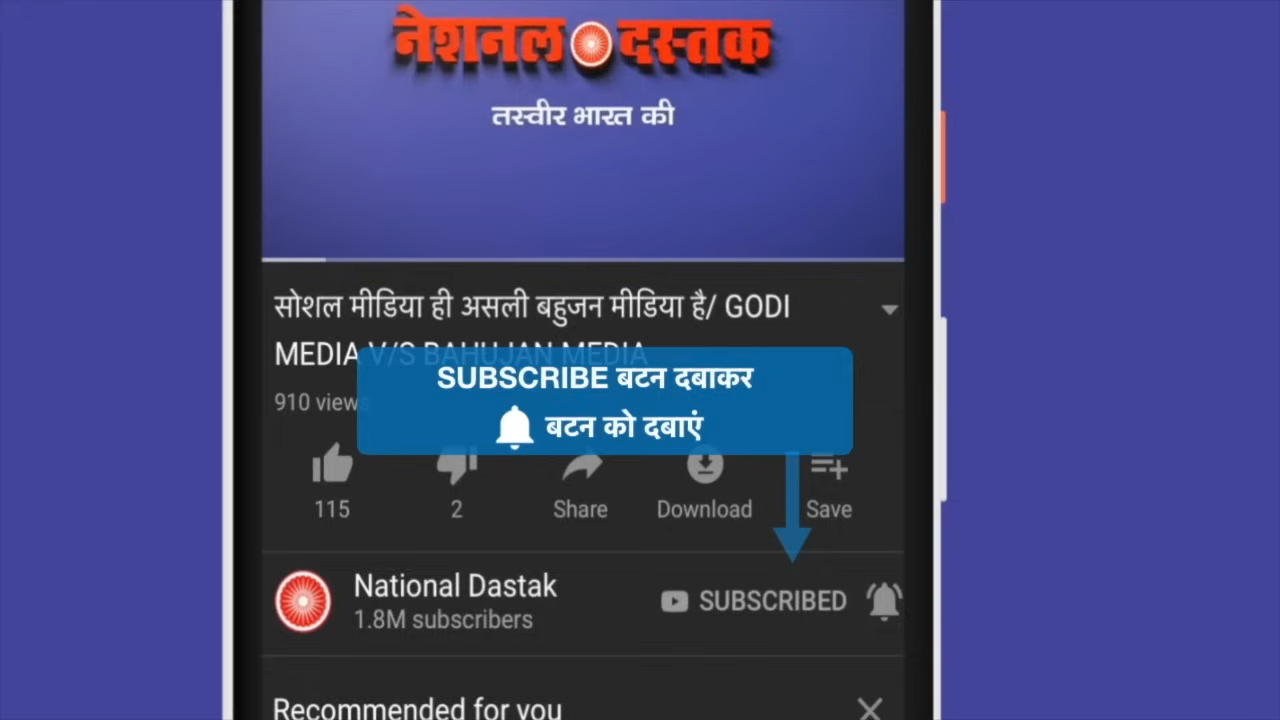 नेशनल दस्तक
तस्वीर भारत की
सोशल मीडिया ही असली बहुजन मीडिया है/ GODI
MEDIA V/S BAHUJAN MEDIA
910 views
SUBSCRIBE बटन दबाकर
बटन को दबाएं
115
2
Share
Download
Save
National Dastak
1.8M subscribers
SUBSCRIBED
Recommended for you